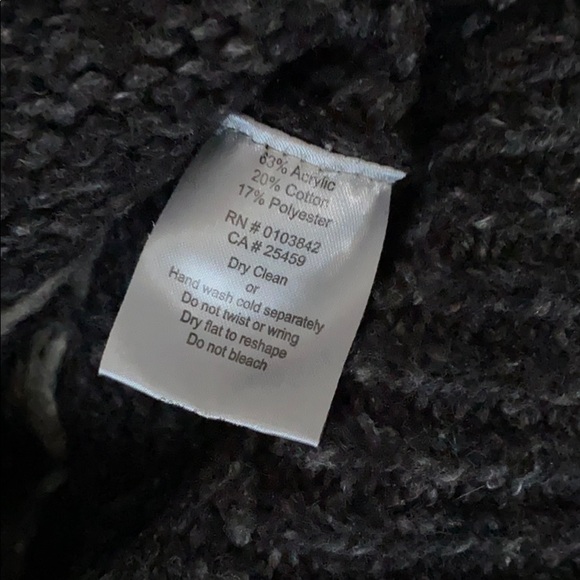 63% Acrylic
20% Cotton
17% Polyester
RN # 0103842
CA # 25459
Dry Clean
or
Hand wash cold separately
Do not twist or wring
Dry flat to reshape
Do not bleach